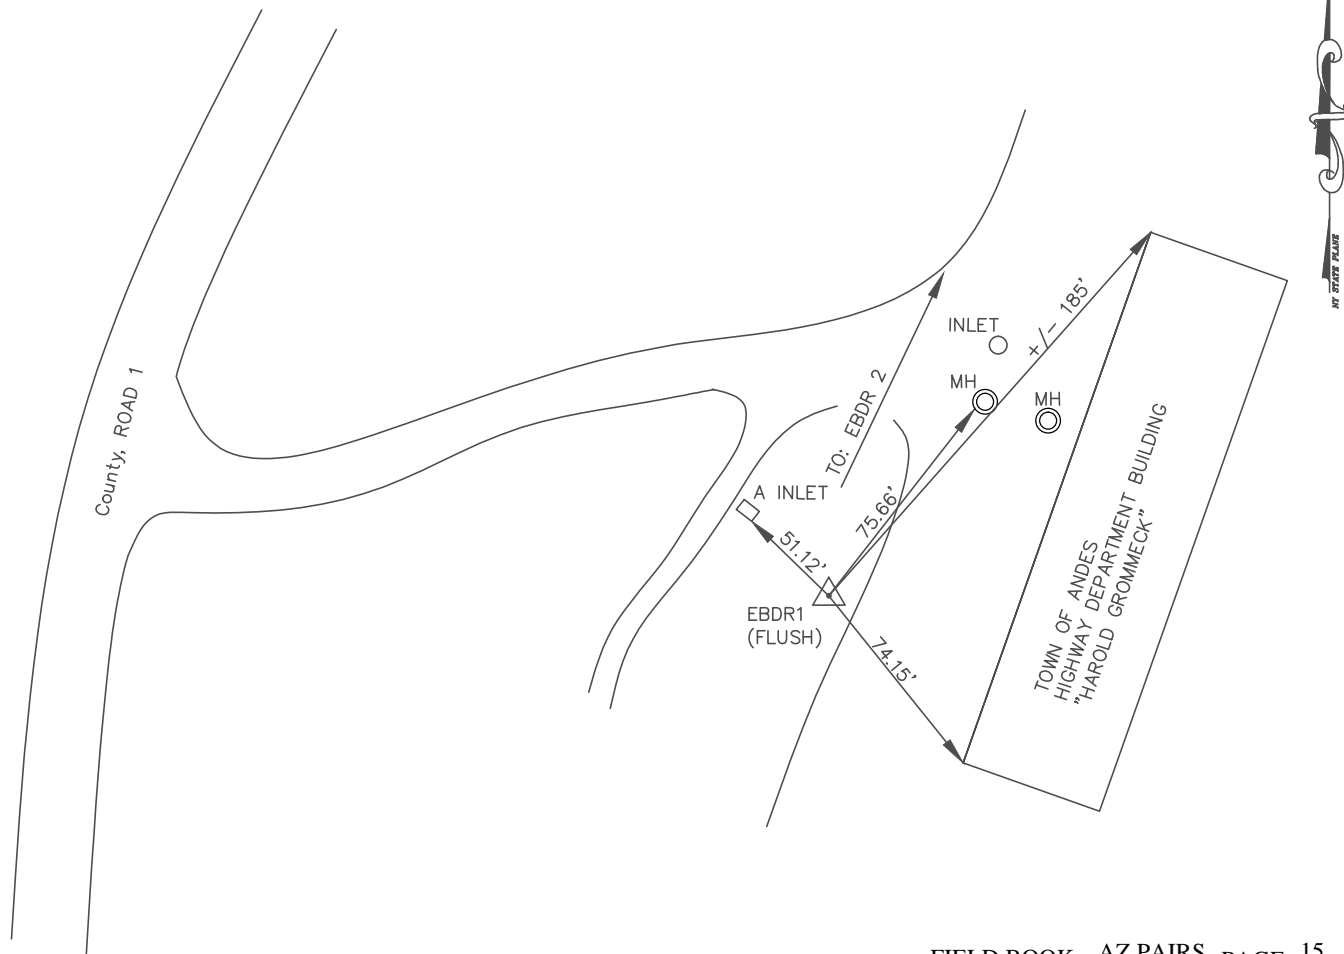 NY STATE PLANE
+/- 185'
INLET
County, ROAD 1
MH
MH
TO: EBDR 2
A INLET
75.66'
51.12'
EBDR1
(FLUSH)
74.15'
TOWN OF ANDES
HIGHWAY DEPARTMENT BUILDING
"HAROLD GROMMECK"
FIELD BOOK AZ PAIRS PAGE 15